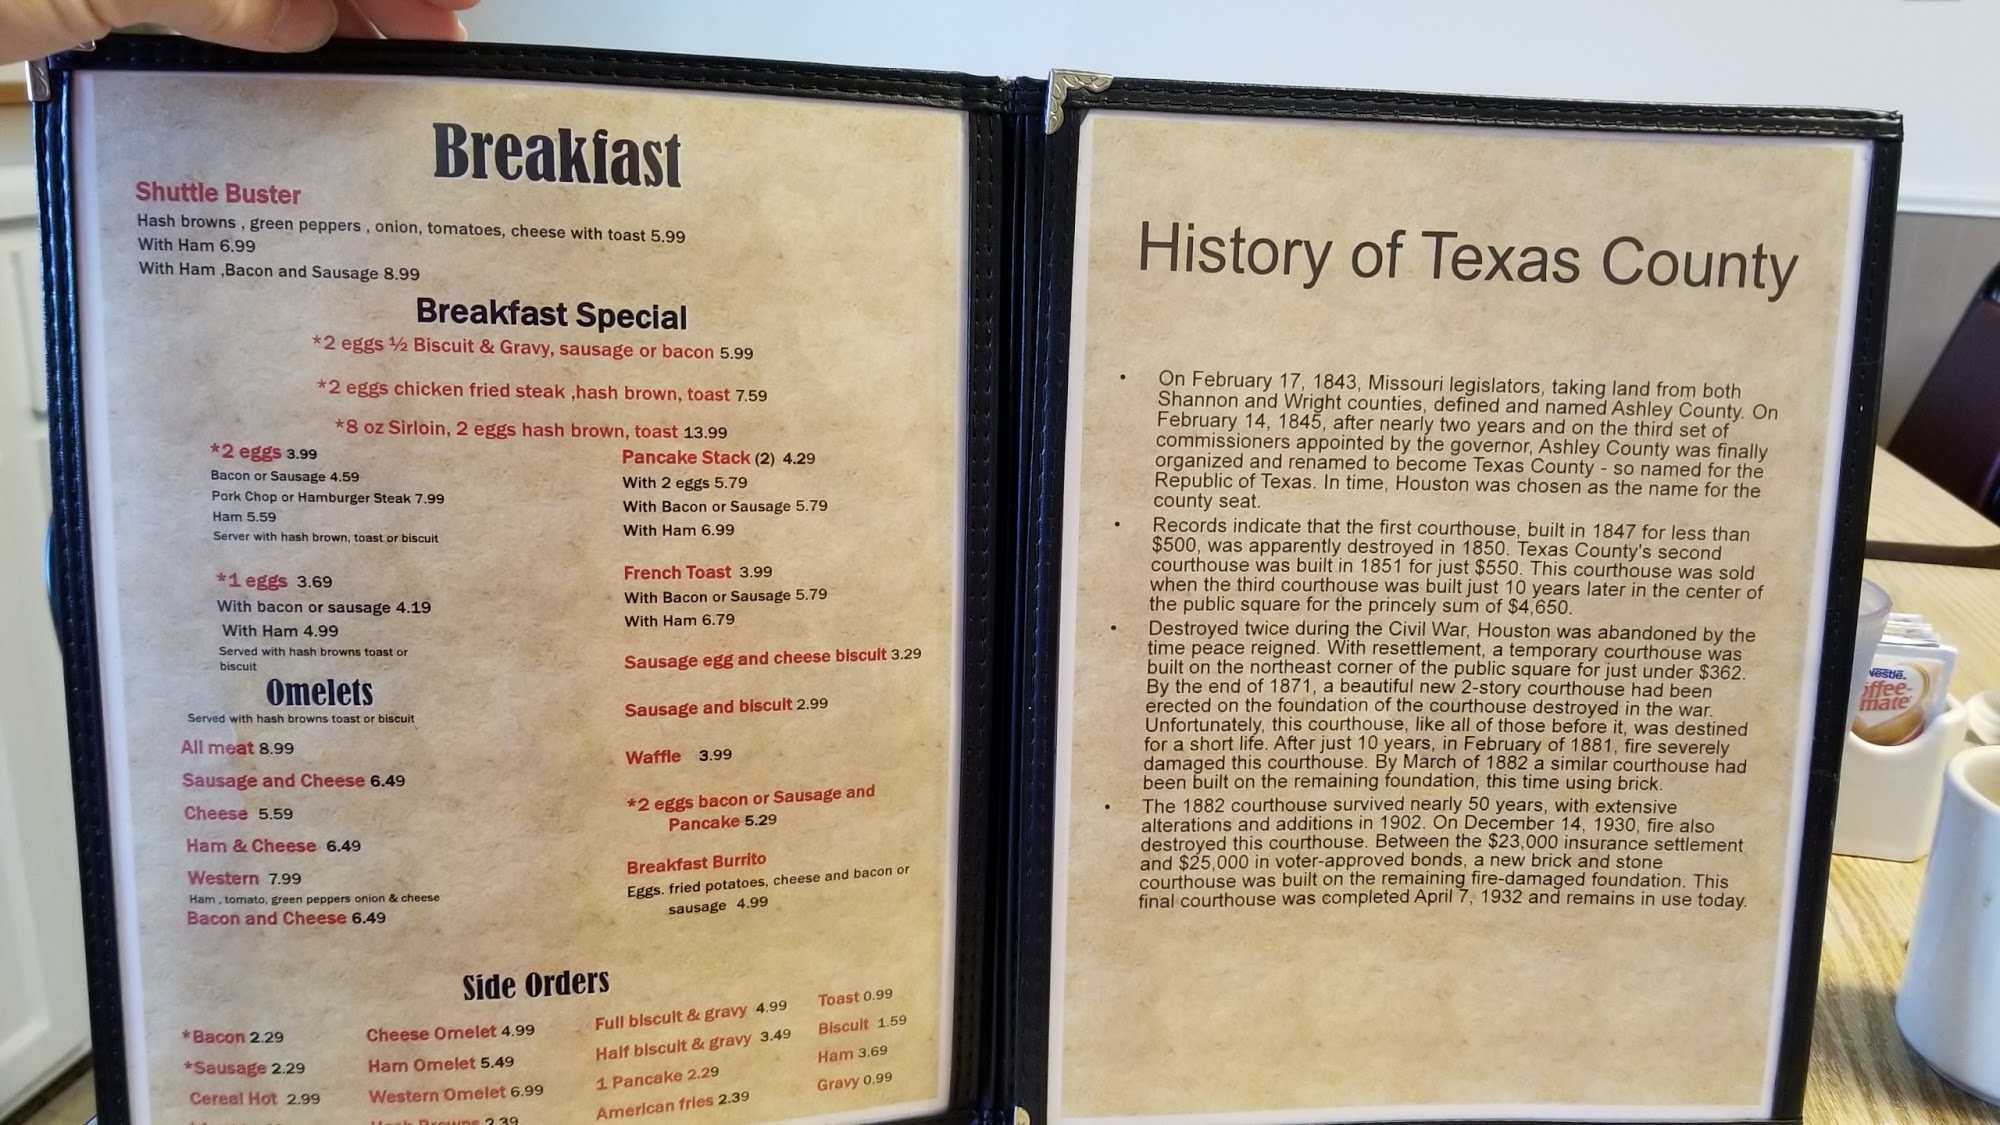 Breakfast
Shuttle Buster
Hash browns , green peppers , onion, tomatoes, cheese with toast 5.99
With Ham 6.99
With Ham ,Bacon and Sausage 8.99
Breakfast Special
*2 eggs ½ Biscuit & Gravy, sausage or bacon 5.99
*2 eggs chicken fried steak ,hash brown, toast 7.59
*8 oz Sirloin, 2 eggs hash brown, toast 13.99
*2 eggs 3.99
Bacon or Sausage 4.59
Pork Chop or Hamburger Steak 7.99
Ham 5.59
Server with hash brown, toast or biscuit
*1 eggs 3.69
With bacon or sausage 4.19
With Ham 4.99
Served with hash browns toast or
biscuit
Omelets
Served with hash browns toast or biscuit
All meat 8.99
Sausage and Cheese 6.49
Cheese 5.59
Ham & Cheese 6.49
Western 7.99
Ham , tomato, green peppers onion & cheese
Bacon and Cheese 6.49
Pancake Stack (2) 4.29
With 2 eggs 5.79
With Bacon or Sausage 5.79
With Ham 6.99
French Toast 3.99
With Bacon or Sausage 5.79
With Ham 6.79
Sausage egg and cheese biscuit 3.29
Sausage and biscuit 2.99
Waffle 3.99
*2 eggs bacon or Sausage and
Pancake 5.29
Breakfast Burrito
Eggs. fried potatoes, cheese and bacon or
sausage 4.99
Side Orders
*Bacon 2.29
*Sausage 2.29
Cereal Hot 2.99
Cheese Omelet 4.99
Ham Omelet 5.49
Western Omelet 6.99
Hash Browns 2.39
Full biscuit & gravy 4.99
Half biscuit & gravy 3.49
1 Pancake 2.29
American fries 2.39
Toast 0.99
Biscuit 1.59
Ham 3.69
Gravy 0.99
History of Texas County
• On February 17, 1843, Missouri legislators, taking land from both
Shannon and Wright counties, defined and named Ashley County. On
February 14, 1845, after nearly two years and on the third set of
commissioners appointed by the governor, Ashley County was finally
organized and renamed to become Texas County - so named for the
Republic of Texas. In time, Houston was chosen as the name for the
county seat.
• Records indicate that the first courthouse, built in 1847 for less than
$500, was apparently destroyed in 1850. Texas County's second
courthouse was built in 1851 for just $550. This courthouse was sold
when the third courthouse was built just 10 years later in the center of
the public square for the princely sum of $4,650.
• Destroyed twice during the Civil War, Houston was abandoned by the
time peace reigned. With resettlement, a temporary courthouse was
built on the northeast corner of the public square for just under $362.
By the end of 1871, a beautiful new 2-story courthouse had been
erected on the foundation of the courthouse destroyed in the war.
Unfortunately, this courthouse, like all of those before it, was destined
for a short life. After just 10 years, in February of 1881, fire severely
damaged this courthouse. By March of 1882 a similar courthouse had
been built on the remaining foundation, this time using brick.
• The 1882 courthouse survived nearly 50 years, with extensive
alterations and additions in 1902. On December 14, 1930, fire also
destroyed this courthouse. Between the $23,000 insurance settlement
and $25,000 in voter-approved bonds, a new brick and stone
courthouse was built on the remaining fire-damaged foundation. This
final courthouse was completed April 7, 1932 and remains in use today.
Nestle.
offee-
mate